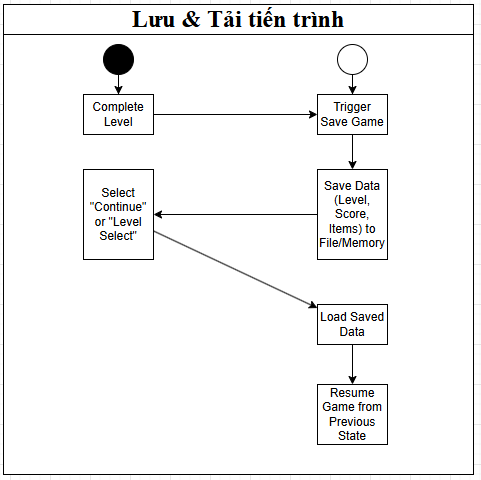 Lưu & Tải tiến trình
Complete
Level
Trigger
Save Game
Select
"Continue"
or "Level
Select"
Save Data
(Level,
Score,
Items) to
File/Memory
Load Saved
Data
Resume
Game from
Previous
State